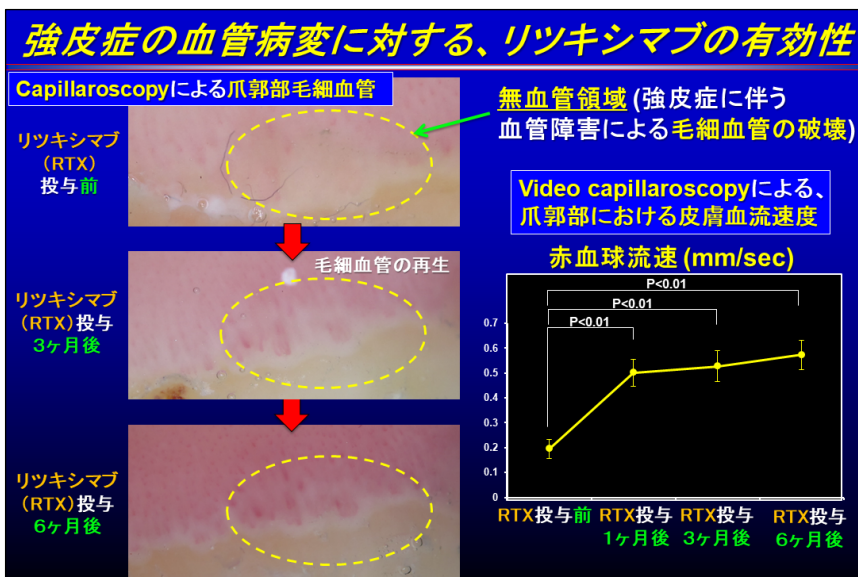 強皮症の血管病変に対する、リツキシマブの有効性
Capillaroscopyによる爪郭部毛細血管
リツキシマブ
(RTX)
投与前
無血管領域 (強皮症に伴う
血管障害による毛細血管の破壊)
毛細血管の再生
リツキシマブ
(RTX)投与
3ヶ月後
リツキシマブ
(RTX)投与
6ヶ月後
Video capillaroscopyによる、
爪郭部における皮膚血流速度
赤血球流速 (mm/sec)
P<0.01
P<0.01
P<0.01
0.7
0.6
0.5
0.4
0.3
0.2
0.1
0
RTX投与前
RTX投与
1ヶ月後
RTX投与
3ヶ月後
RTX投与
6ヶ月後